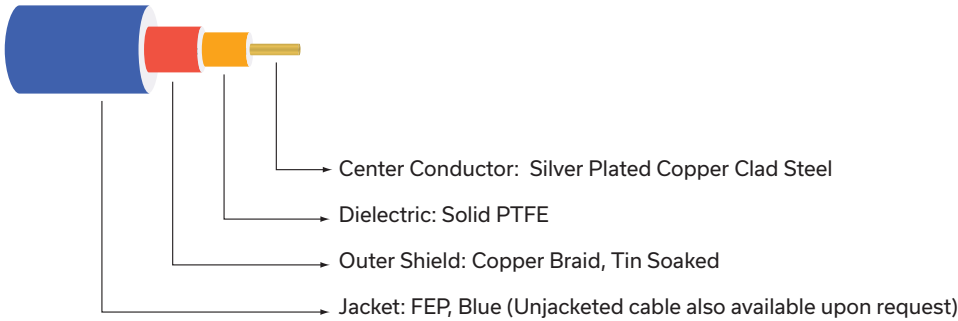 Center Conductor: Silver Plated Copper Clad Steel
Dielectric: Solid PTFE
Outer Shield: Copper Braid, Tin Soaked
Jacket: FEP, Blue (Unjacketed cable also available upon request)